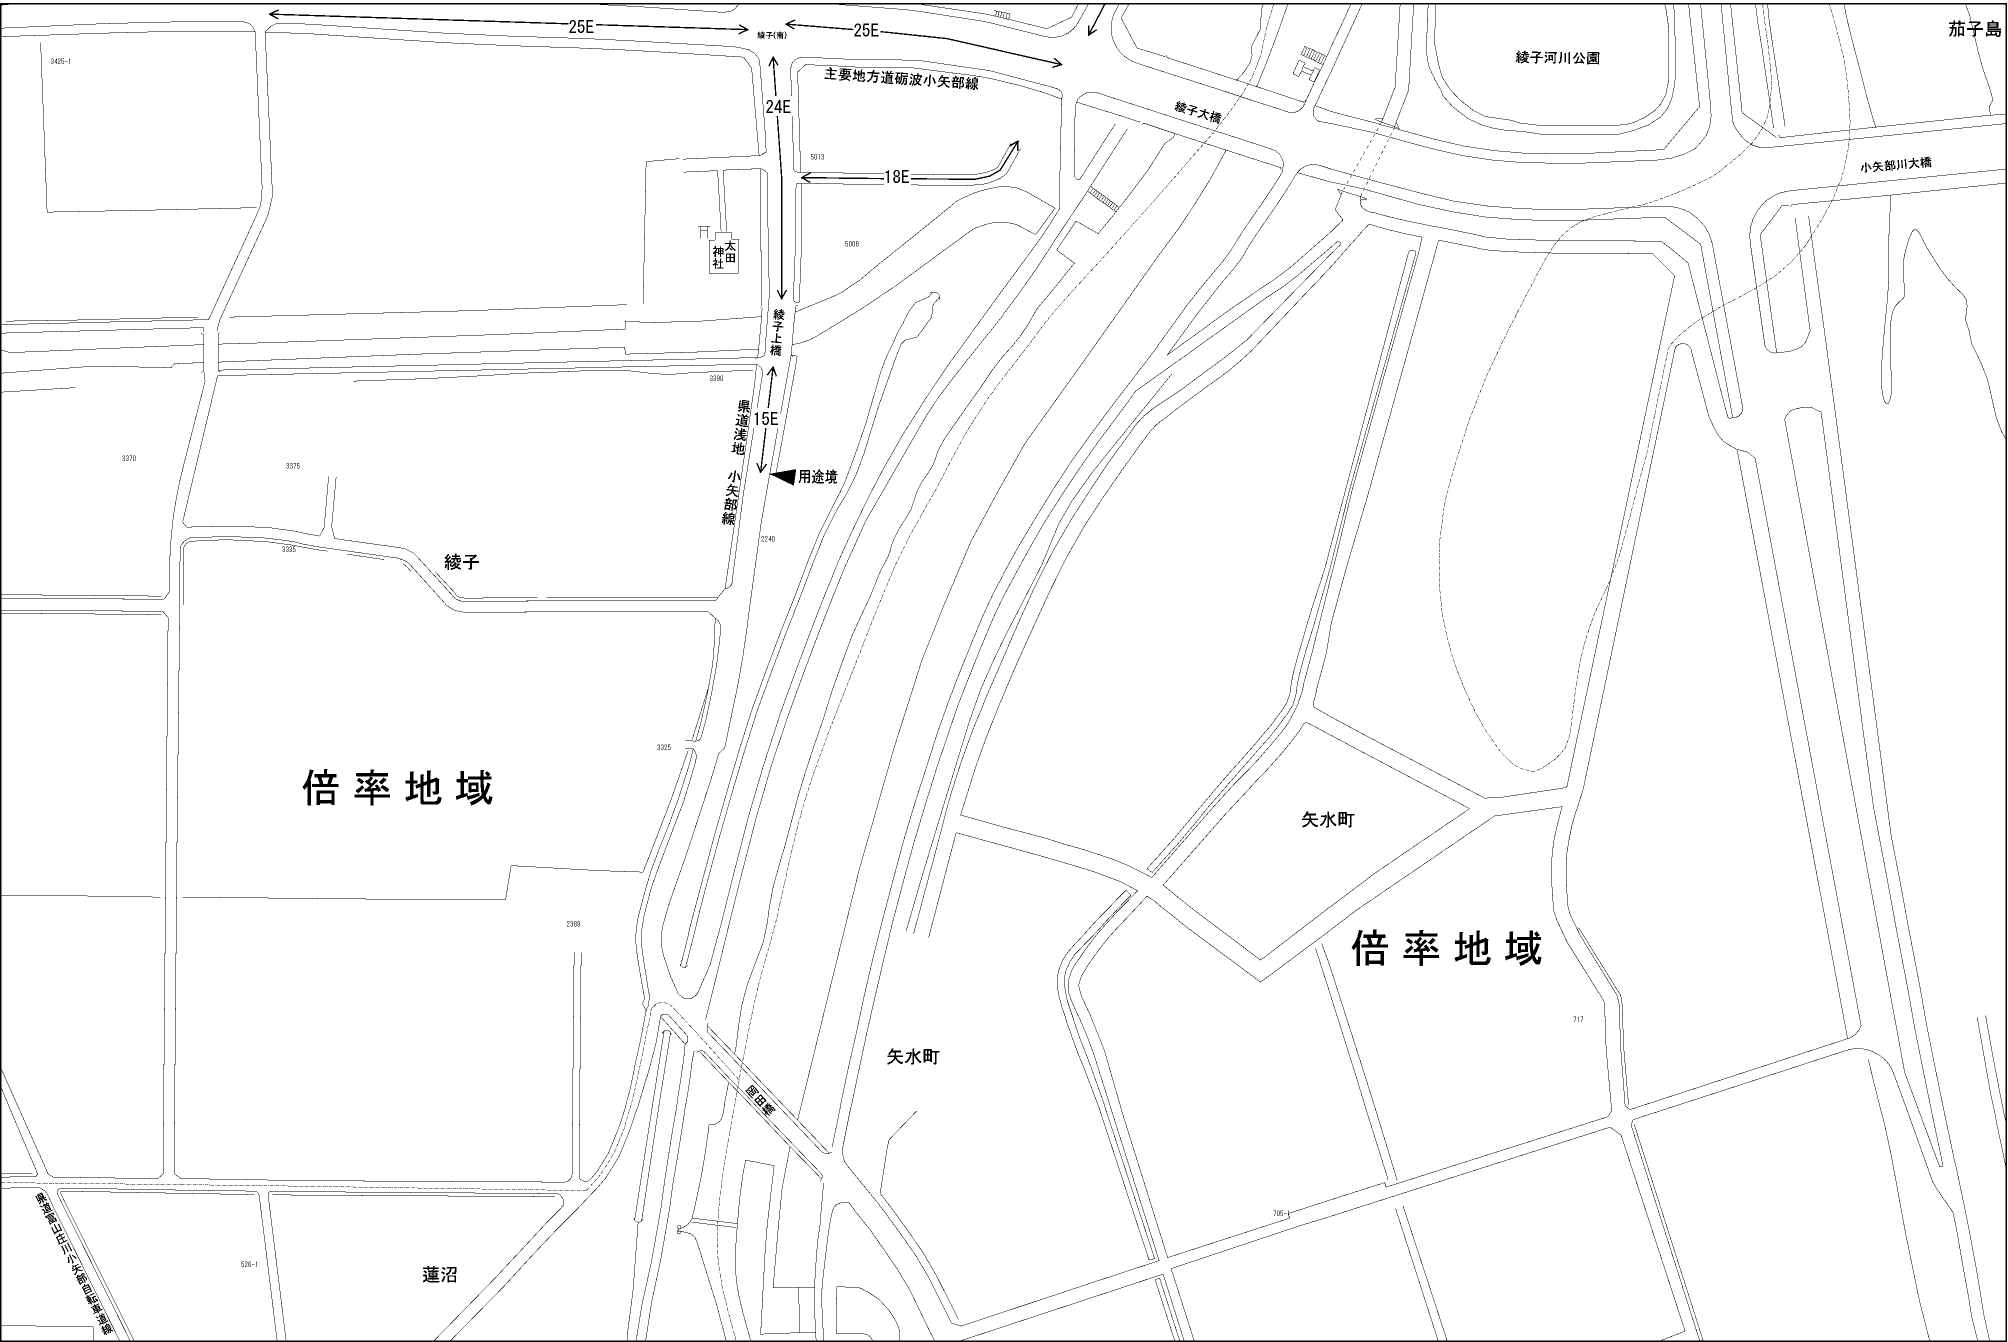 25E
綾子(南)
25E
茄子島
綾子河川公園
3425-1
主要地方道砺波小矢部線
24E
綾子大橋
5013
小矢部川大橋
18E
太田神社
5006
綾子上橋
3390
県道浅地 小矢部線
15E
3370
3375
用途境
2240
3335
綾子
3325
倍率地域
矢水町
2389
倍率地域
717
矢水町
岡田橋
県道富山庄川小矢部自転車道線
705-1
526-1
蓮沼